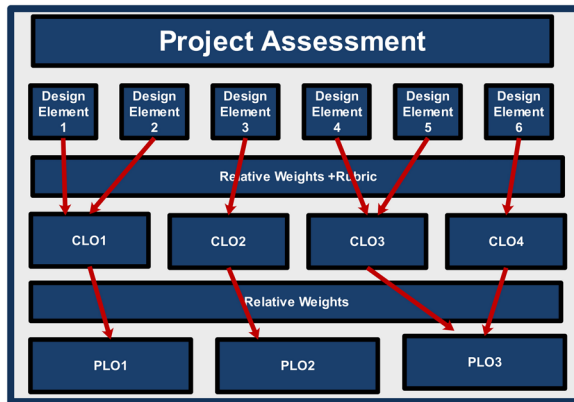 Project Assessment
Design
Element
1
Design
Element
2
Design
Element
3
Design
Element
4
Design
Element
5
Design
Element
6
Relative Weights +Rubric
CLO1
CLO2
CLO3
CLO4
Relative Weights
PLO1
PLO2
PLO3